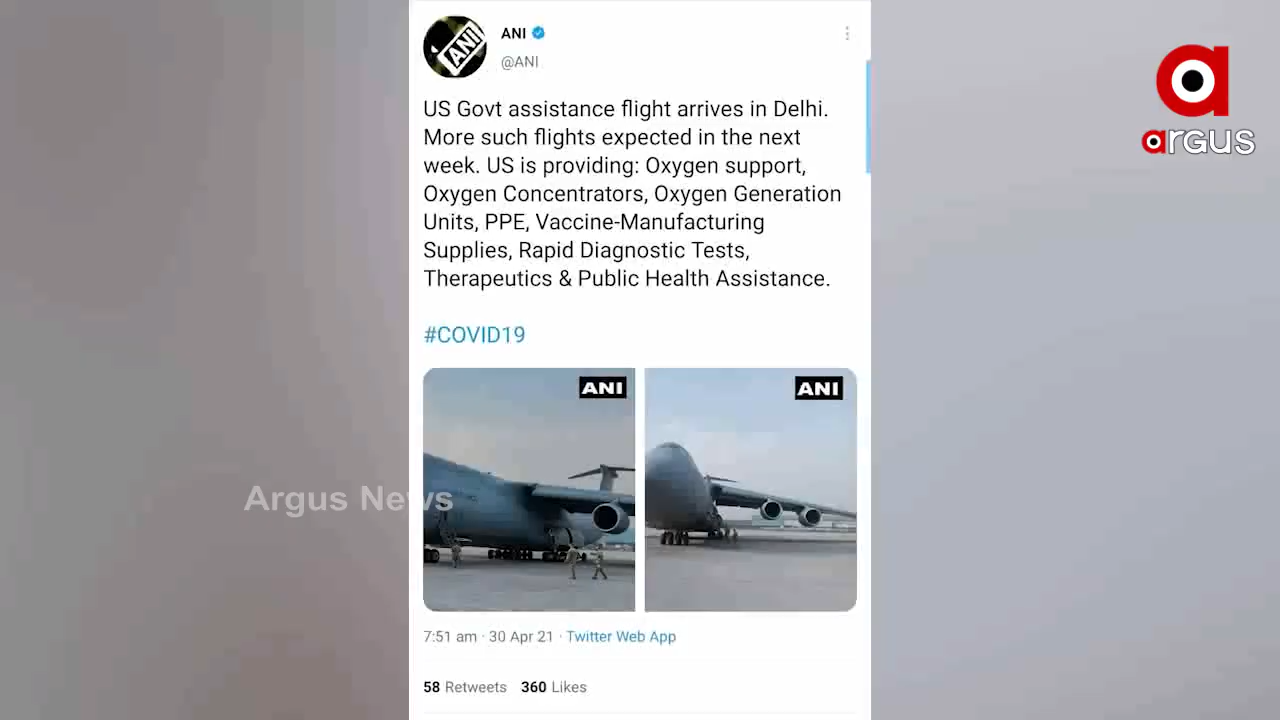 ANI
@ANI
ANI
US Govt assistance flight arrives in Delhi.
More such flights expected in the next
week. US is providing: Oxygen support,
Oxygen Concentrators, Oxygen Generation
Units, PPE, Vaccine-Manufacturing
Supplies, Rapid Diagnostic Tests,
Therapeutics & Public Health Assistance.
#COVID19
ANI
ANI
7:51 am · 30 Apr 21 · Twitter Web App
58 Retweets 360 Likes
Argus News
a
argus